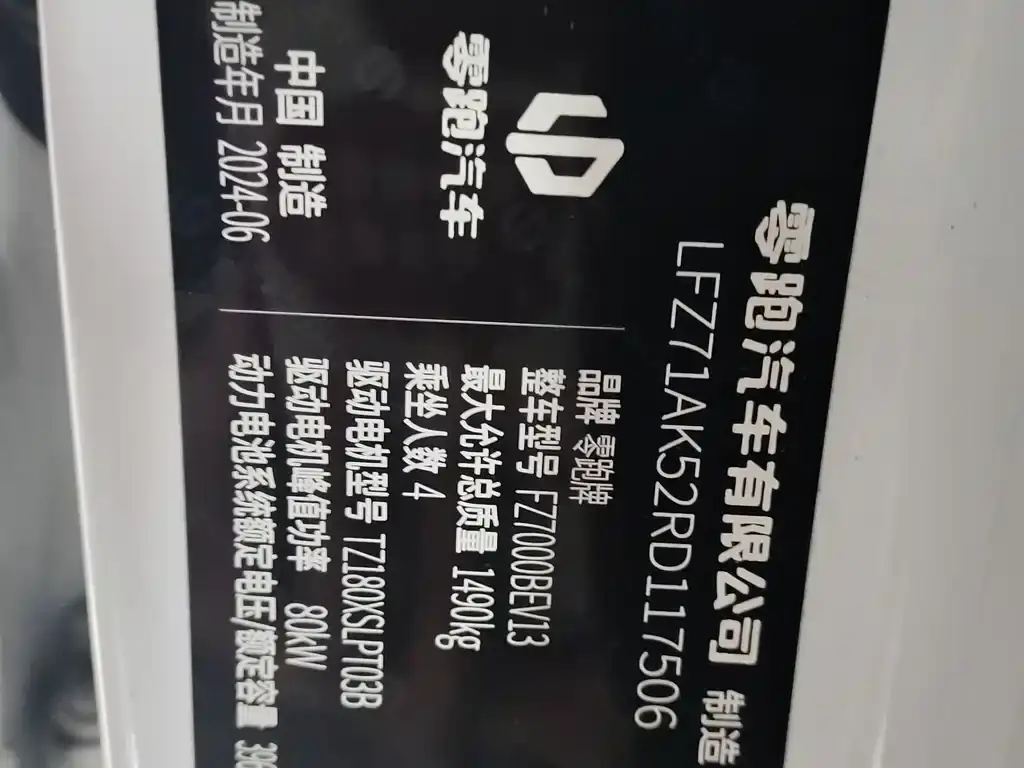 零跑汽车有限公司 制造
LFZ71AK52RD117506
零跑汽车
中国 制造
制造年月 2024-06
品牌 零跑牌
整车型号 FZ7000BEV13
最大允许总质量 1490kg
乘坐人数 4
驱动电机型号 TZ180XSLPT03B
驱动电机峰值功率 80kW
动力电池系统额定电压/额定容量 396